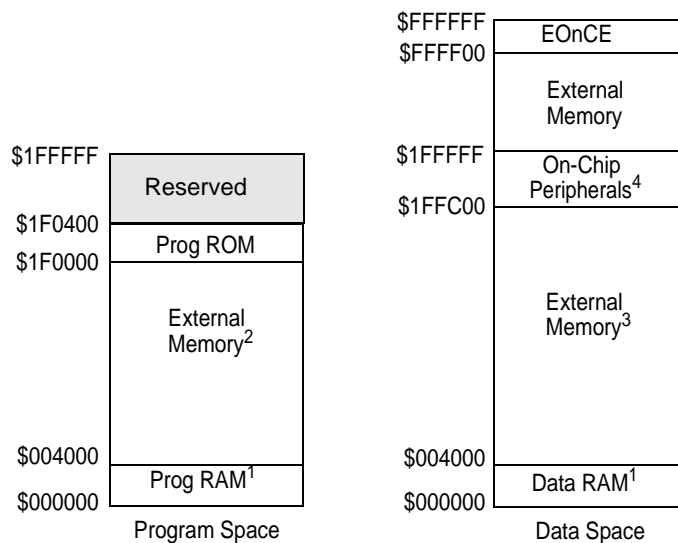 $1FFFFF
Reserved
$1F0400
Prog ROM
$1F0000
External
Memory2
$004000
Prog RAM1
$000000
Program Space
$FFFFFF
EOnCE
$FFFF00
External
Memory
$1FFFFF
On-Chip
Peripherals4
$1FFC00
External
Memory3
$004000
Data RAM1
$000000
Data Space